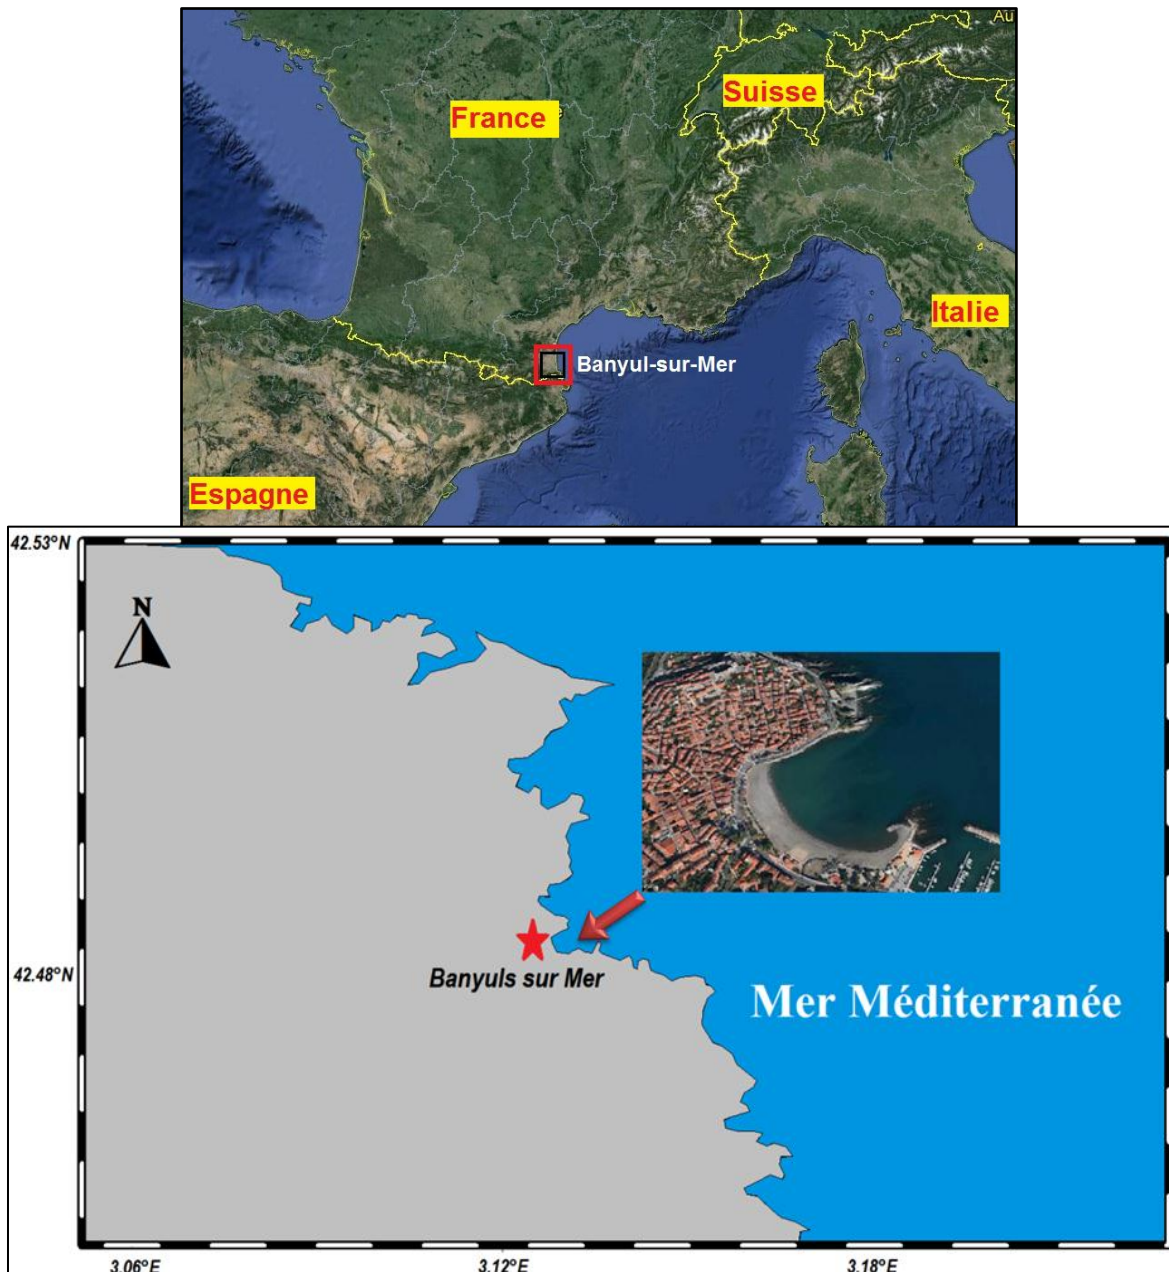 Au
Suisse
France
Italie
Banyul-sur-Mer
Espagne
42.53°N
N
42.48°N
Banyuls sur Mer
Mer Méditerranée
3.06°E
3.12°E
3.18°E